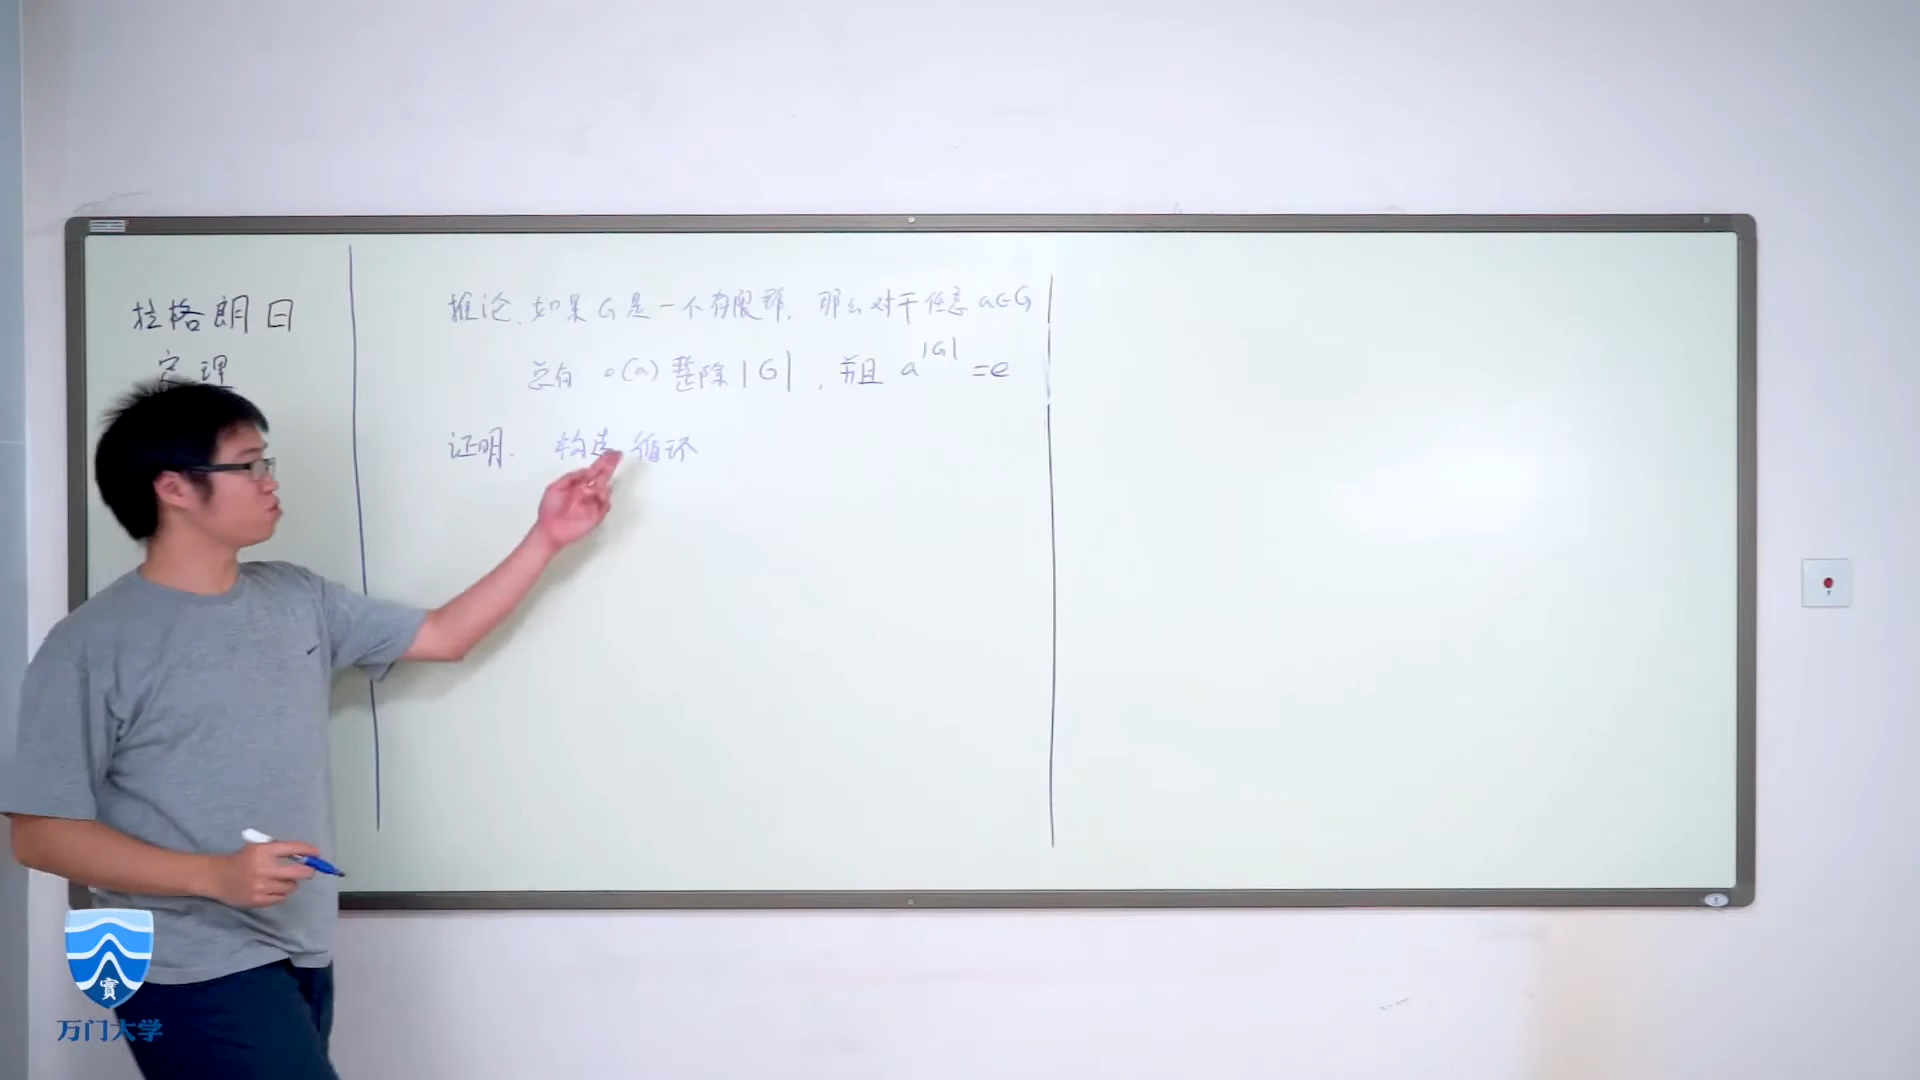 拉格朗日
定理
推论.如果G是一个有限群.那么对于任意a∈G
总有 o(a)整除|G|,并且 a^|G| =e
证明. 构造循环
寳
万门大学